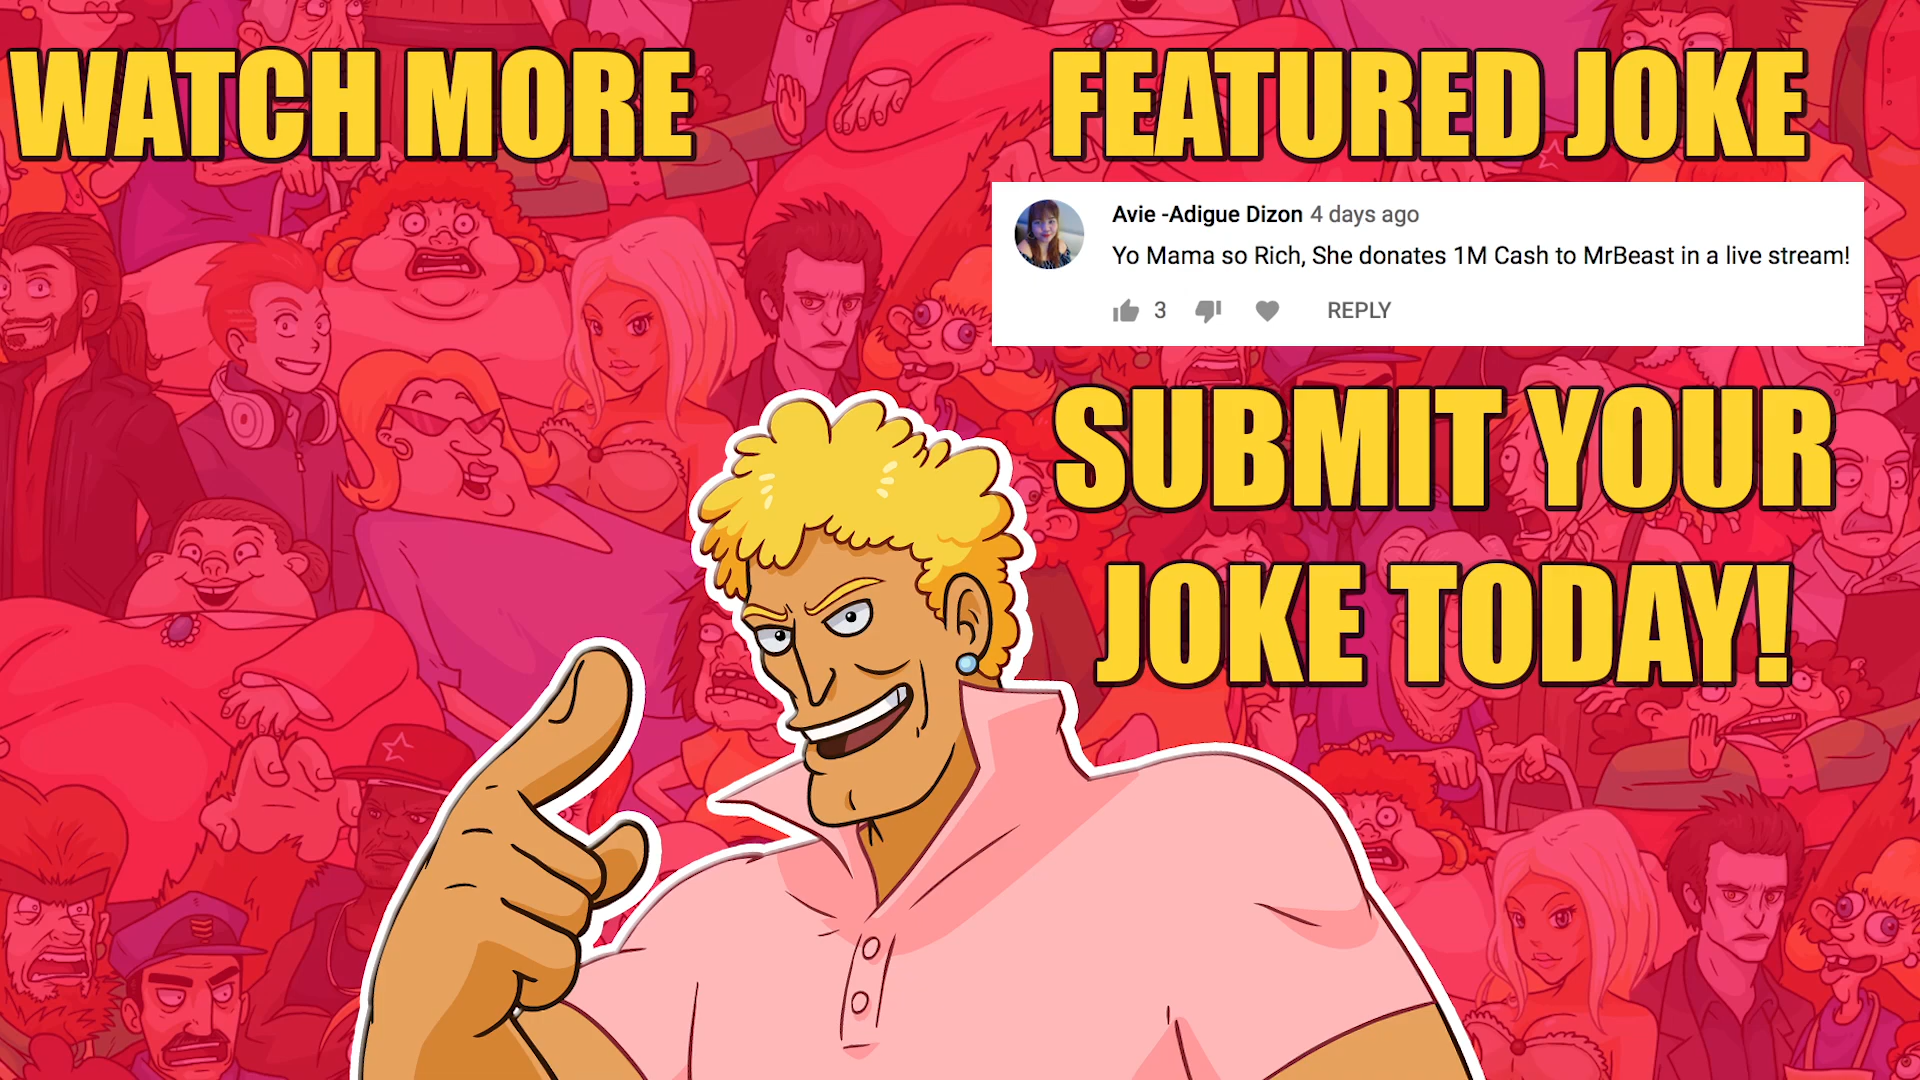 WATCH MORE
FEATURED JOKE
Avie -Adigue Dizon 4 days ago
Yo Mama so Rich, She donates 1M Cash to MrBeast in a live stream!
3 REPLY
SUBMIT YOUR
JOKE TODAY!